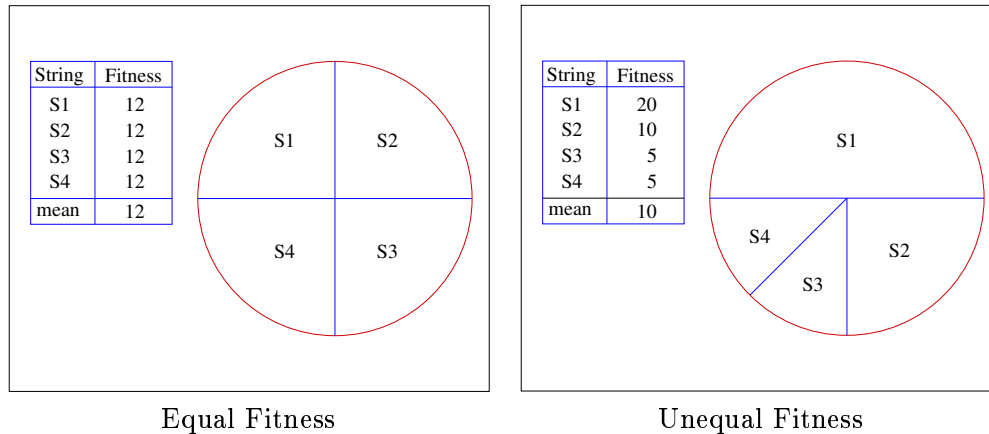 String Fitness
S1 12
S2 12
S3 12
S4 12
mean 12
S1
S2
S4
S3
Equal Fitness
String Fitness
S1 20
S2 10
S3 5
S4 5
mean 10
S1
S4
S3
S2
Unequal Fitness